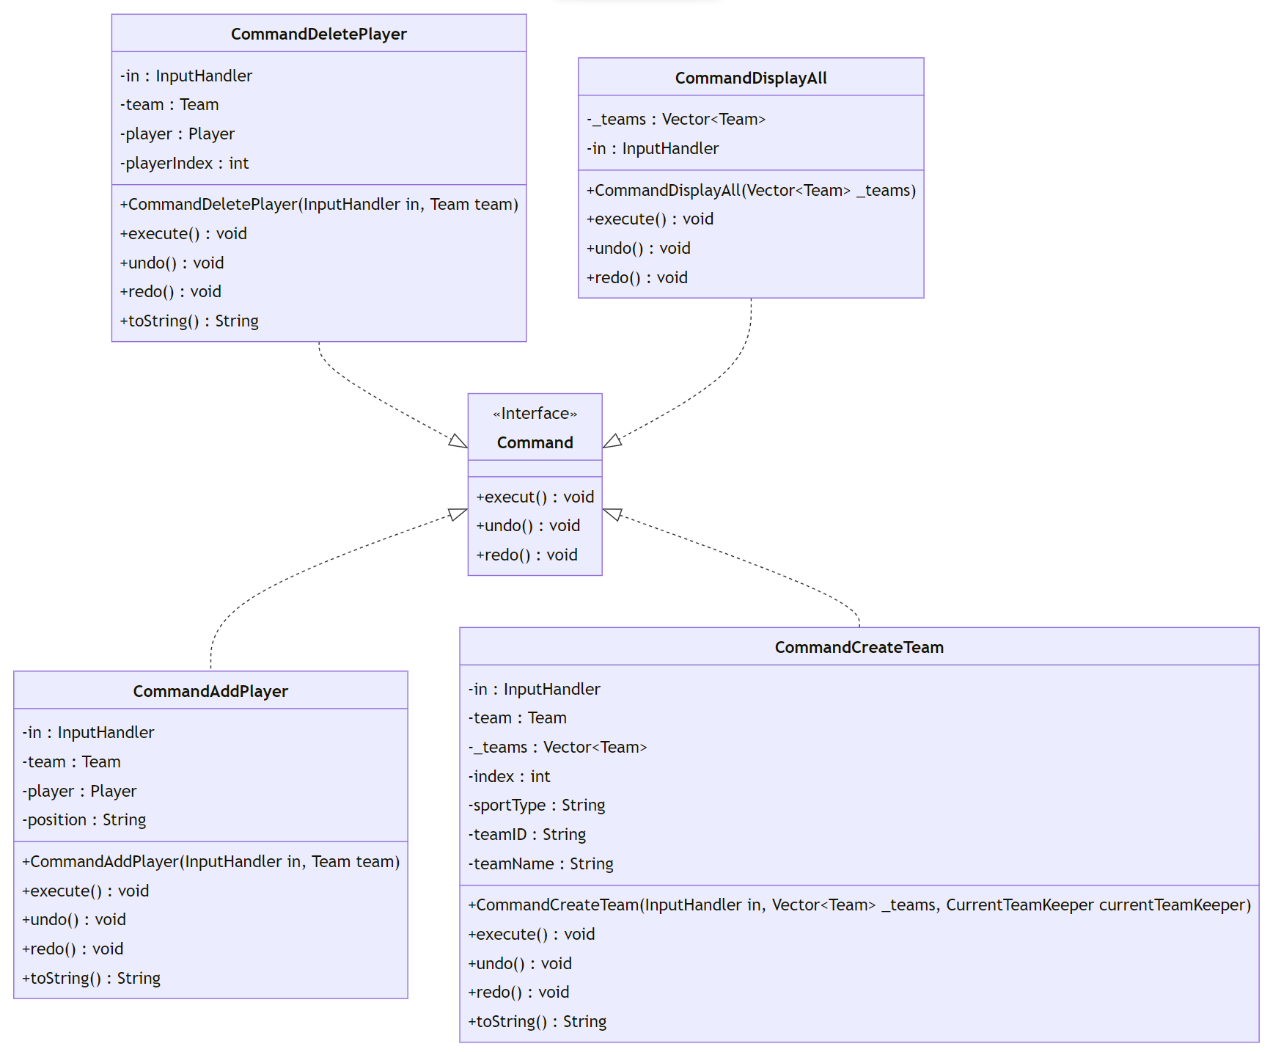 CommandDeletePlayer
-in : InputHandler
-team : Team
-player : Player
-playerIndex : int
+CommandDeletePlayer(InputHandler in, Team team)
+execute() : void
+undo() : void
+redo() : void
+toString() : String
CommandDisplayAll
-_teams : Vector<Team>
-in : InputHandler
+CommandDisplayAll(Vector<Team> _teams)
+execute() : void
+undo() : void
+redo() : void
«Interface»
Command
+execut() : void
+undo() : void
+redo() : void
CommandAddPlayer
-in : InputHandler
-team : Team
-player : Player
-position : String
+CommandAddPlayer(InputHandler in, Team team)
+execute() : void
+undo() : void
+redo() : void
+toString() : String
CommandCreateTeam
-in : InputHandler
-team : Team
-_teams : Vector<Team>
-index : int
-sportType : String
-teamID : String
-teamName : String
+CommandCreateTeam(InputHandler in, Vector<Team> _teams, CurrentTeamKeeper currentTeamKeeper)
+execute() : void
+undo() : void
+redo() : void
+toString() : String